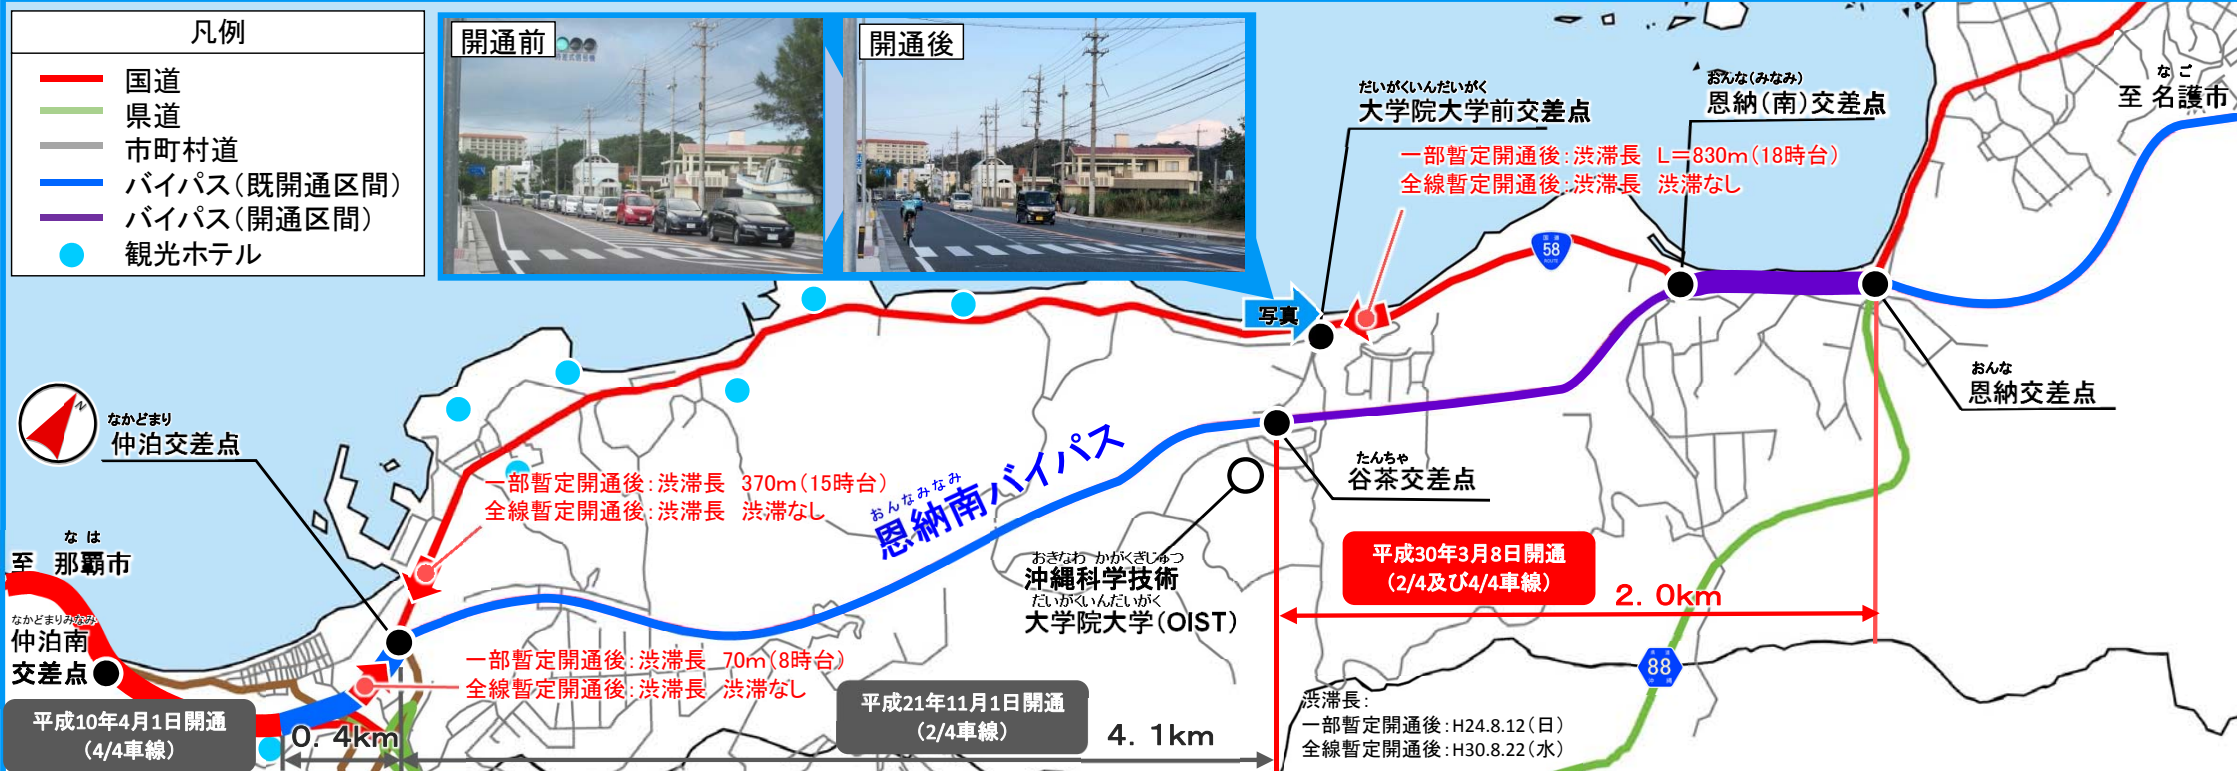 凡例
国道
県道
市町村道
バイパス(既開通区間)
バイパス(開通区間)
観光ホテル
開通前
開通後
だいがくいんだいがく
大学院大学前交差点
おんな(みなみ)
恩納(南)交差点
なご
至 名護市
一部暫定開通後:渋滞長 L=830m(18時台)
全線暫定開通後:渋滞長 渋滞なし
国道
58
ROUTE
写真
おんな
恩納交差点
N
なかどまり
仲泊交差点
たんちゃ
谷茶交差点
一部暫定開通後:渋滞長 370m(15時台)
全線暫定開通後:渋滞長 渋滞なし
おんなみなみ
恩納南バイパス
なは
至 那覇市
なかどまりみなみ
仲泊南
交差点
おきなわ かがくぎじゅつ
沖縄科学技術
だいがくいんだいがく
大学院大学(OIST)
平成30年3月8日開通
(2/4及び4/4車線)
2.0km
一部暫定開通後:渋滞長 70m(8時台)
全線暫定開通後:渋滞長 渋滞なし
県道
88
沖縄
平成10年4月1日開通
(4/4車線)
0.4km
平成21年11月1日開通
(2/4車線)
4.1km
渋滞長:
一部暫定開通後:H24.8.12(日)
全線暫定開通後:H30.8.22(水)